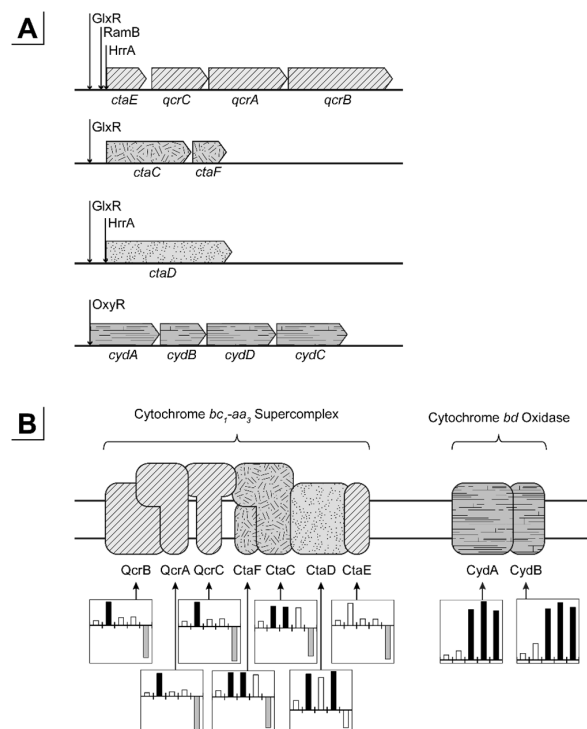 A
GlxR
RamB
HrrA
ctaE qcrC qcrA qcrB
GlxR
ctaC ctaF
GlxR
HrrA
ctaD
OxyR
cydA cydB cydD cydC
B
Cytochrome bc₁-aa₃ Supercomplex Cytochrome bd Oxidase
QcrB QcrA QcrC CtaF CtaC CtaD CtaE CydA CydB